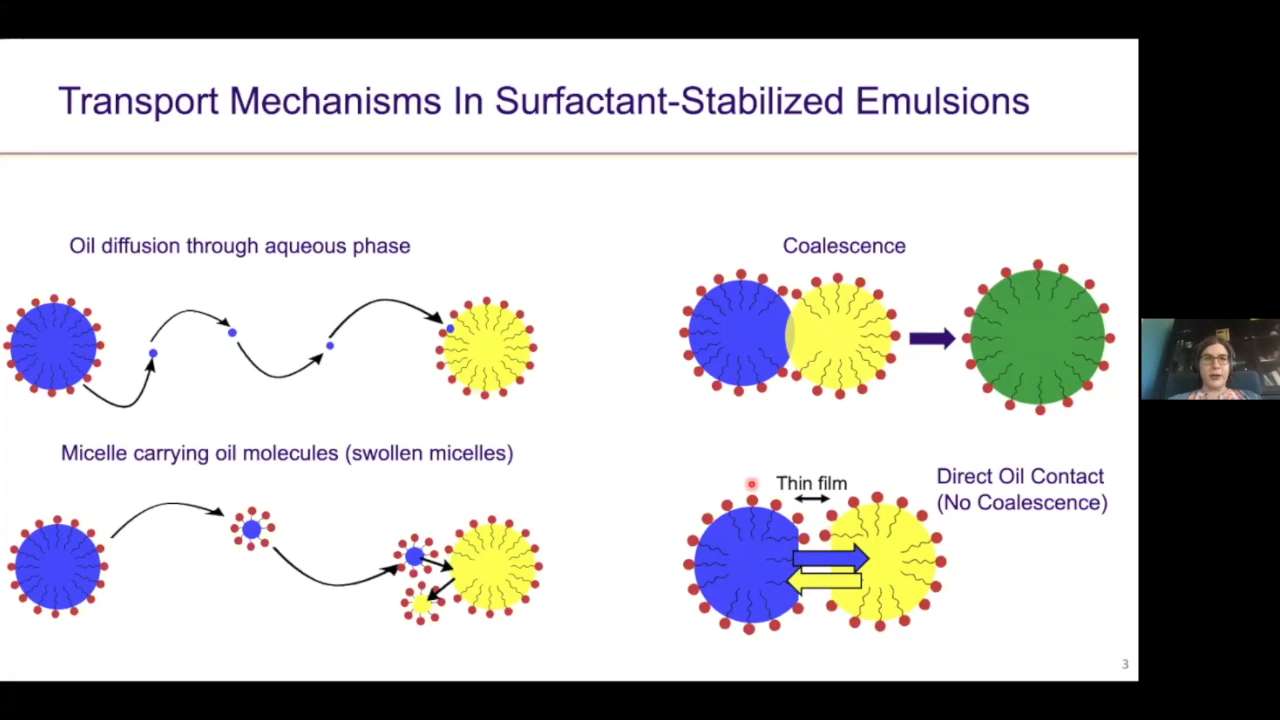 Transport Mechanisms In Surfactant-Stabilized Emulsions
Oil diffusion through aqueous phase
Coalescence
Micelle carrying oil molecules (swollen micelles)
Thin film
Direct Oil Contact
(No Coalescence)
3